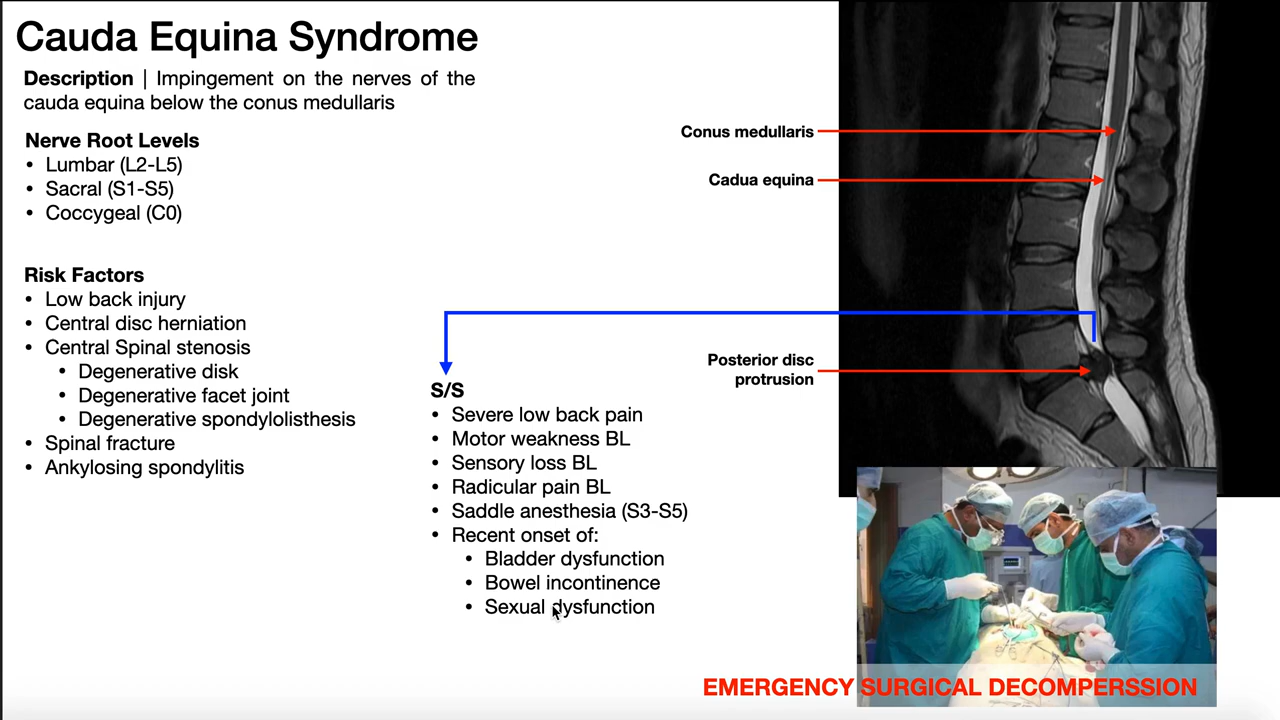 Cauda Equina Syndrome
Description | Impingement on the nerves of the
cauda equina below the conus medullaris
Nerve Root Levels
• Lumbar (L2-L5)
• Sacral (S1-S5)
• Coccygeal (C0)
Risk Factors
• Low back injury
• Central disc herniation
• Central Spinal stenosis
• Degenerative disk
• Degenerative facet joint
• Degenerative spondylolisthesis
• Spinal fracture
• Ankylosing spondylitis
S/S
• Severe low back pain
• Motor weakness BL
• Sensory loss BL
• Radicular pain BL
• Saddle anesthesia (S3-S5)
• Recent onset of:
• Bladder dysfunction
• Bowel incontinence
• Sexual dysfunction
Conus medullaris
Cadua equina
Posterior disc
protrusion
EMERGENCY SURGICAL DECOMPERSSION